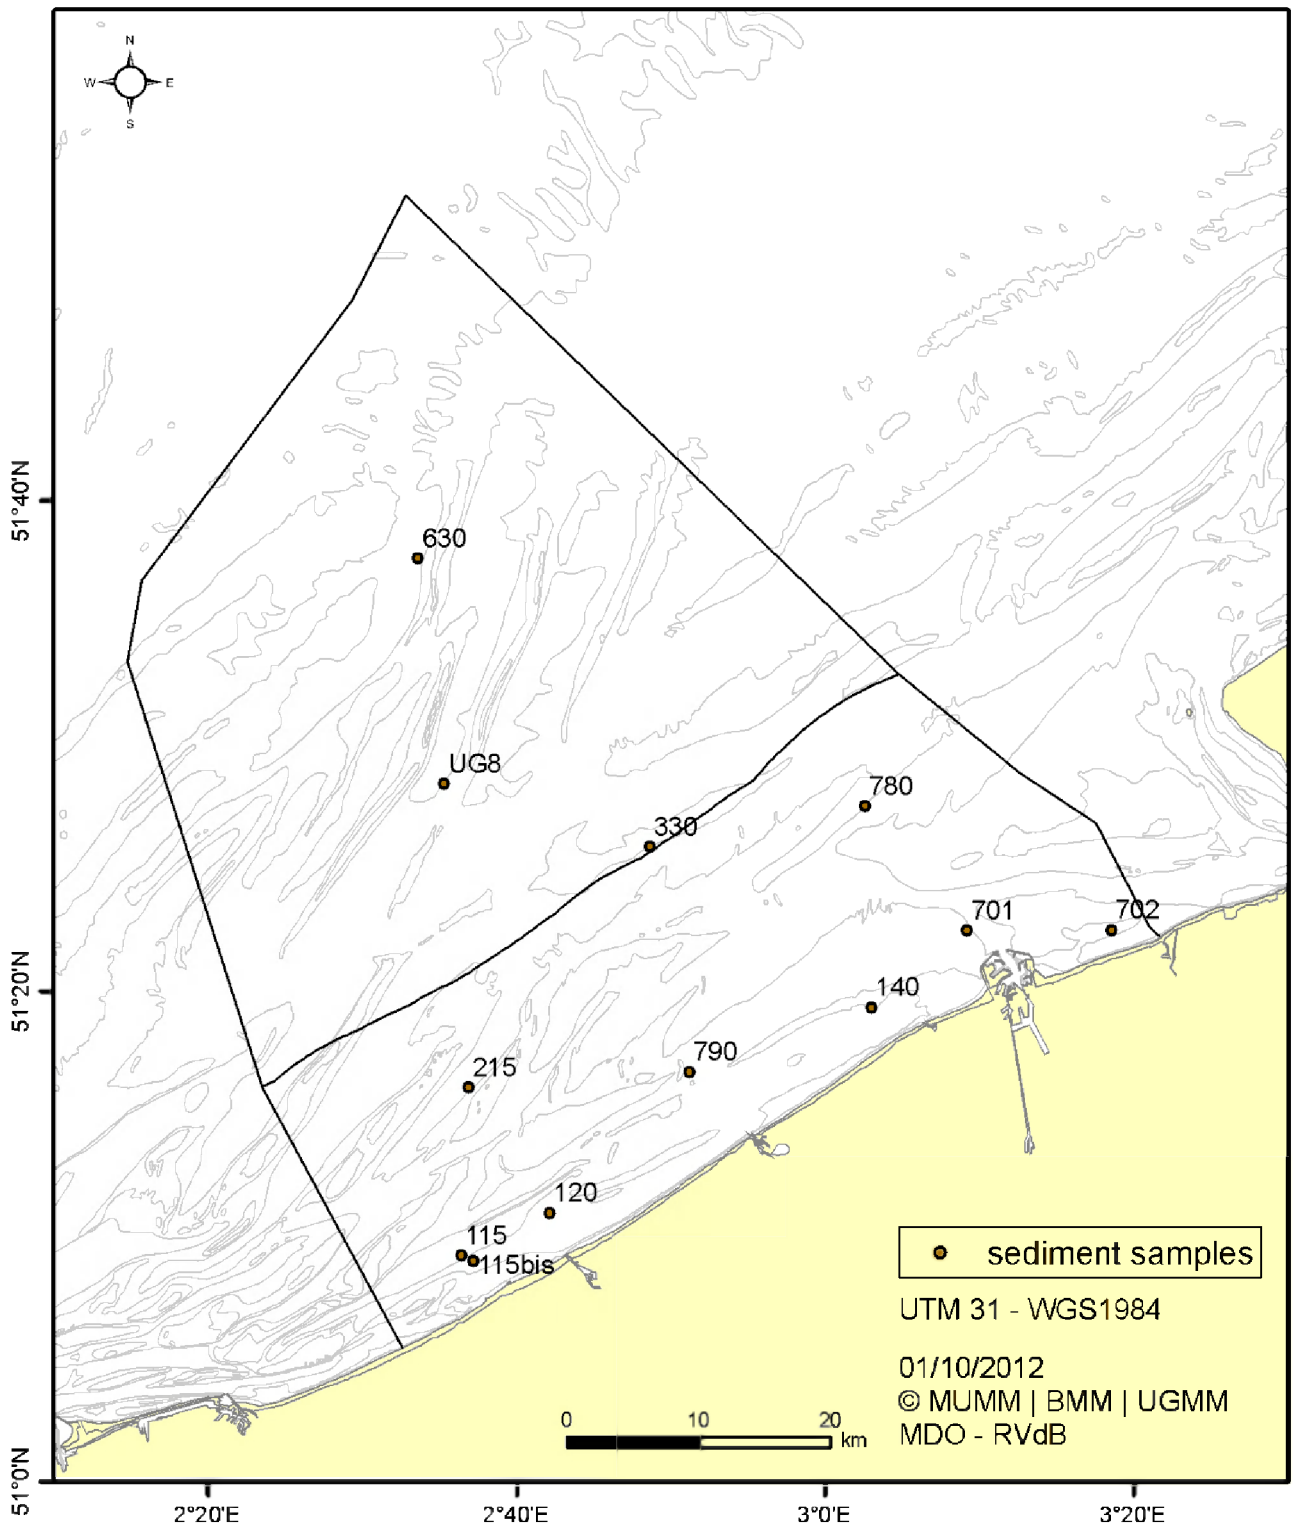 N
W E
S
51°40'N
630
UG8
780
330
701
702
51°20'N
140
790
215
120
115
115bis
sediment samples
UTM 31 - WGS1984
01/10/2012
© MUMM | BMM | UGMM
MDO - RVdB
0 10 20
km
51°0'N
2°20'E 2°40'E 3°0'E 3°20'E